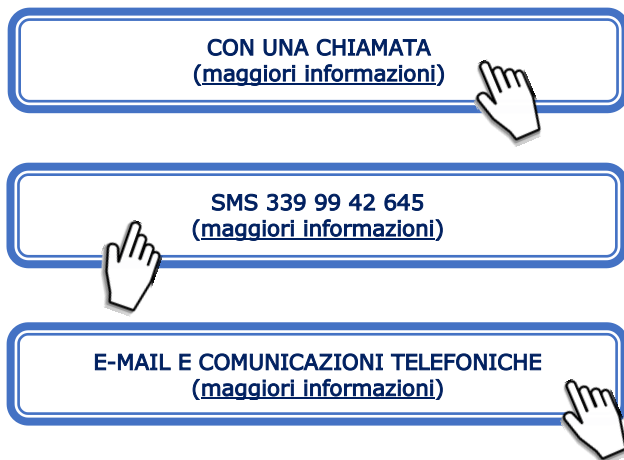 CON UNA CHIAMATA
(maggiori informazioni)
SMS 339 99 42 645
(maggiori informazioni)
E-MAIL E COMUNICAZIONI TELEFONICHE
(maggiori informazioni)